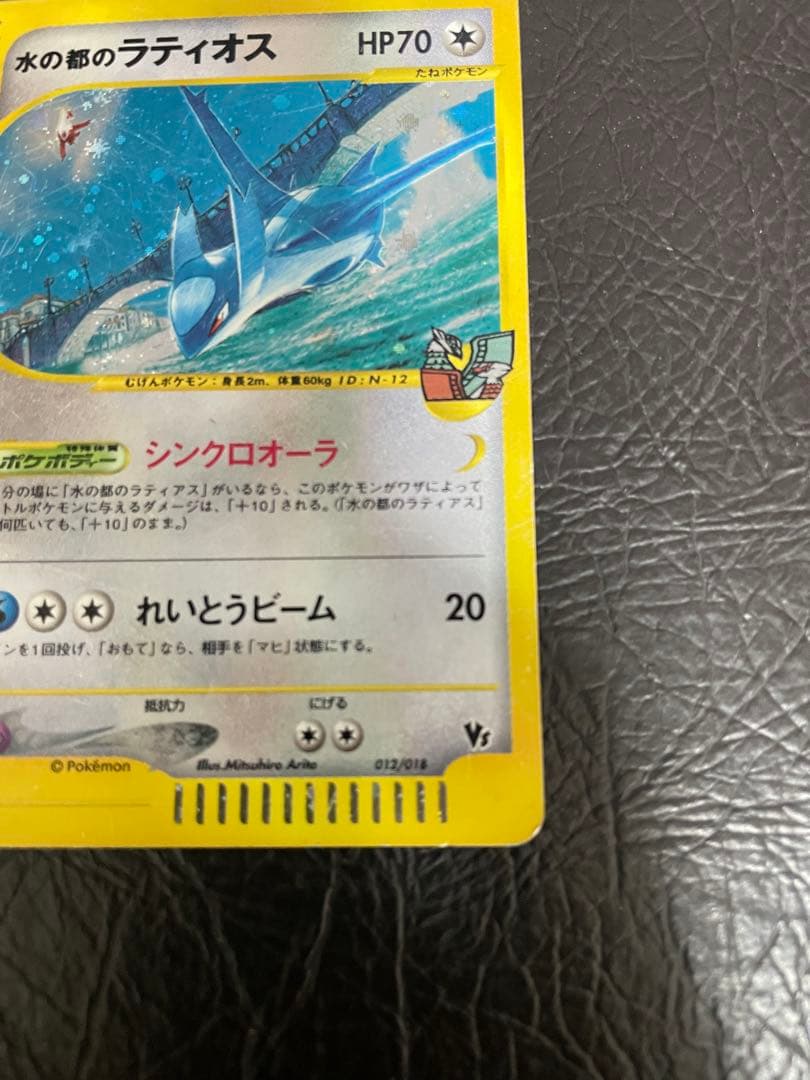 水の都のラティオス HP70
たねポケモン
むげんポケモン：身長2m、体重60kg ID：N-12
特殊体質
ポケボディー シンクロオーラ
分の場に「水の都のラティアス」がいるなら、このポケモンがワザによって
トルポケモンに与えるダメージは、「＋10」される。（「水の都のラティアス」
何匹いても、「＋10」のまま。）
れいとうビーム 20
ンを1回投げ、「おもて」なら、相手を「マヒ」状態にする。
抵抗力 にげる
Vs
© Pokémon Illus.Mitsuhiro Arita 012/018